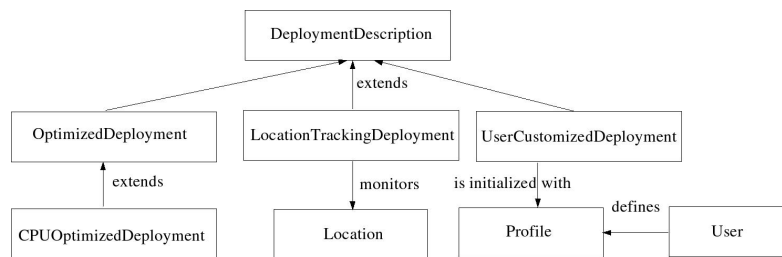 DeploymentDescription
extends
OptimizedDeployment
LocationTrackingDeployment
UserCustomizedDeployment
extends
monitors
is initialized with
defines
CPUOptimizedDeployment
Location
Profile
User